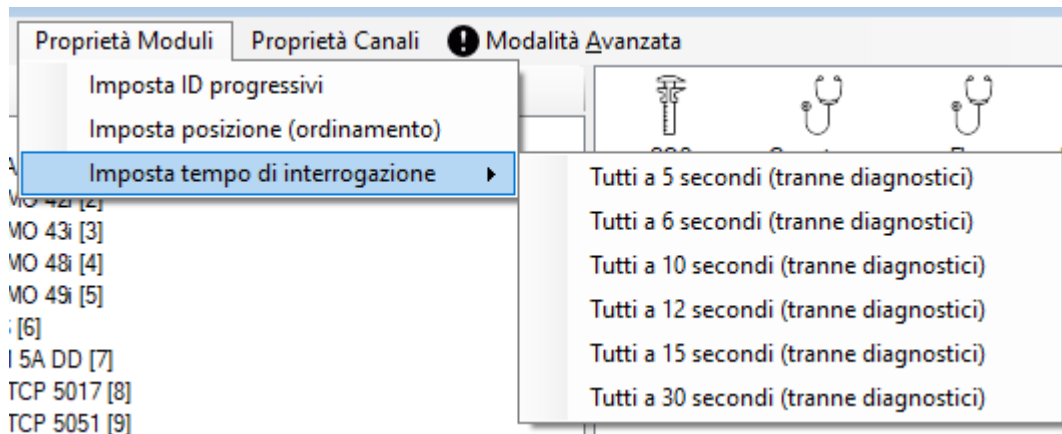 Proprietà Moduli Proprietà Canali Modalità Avanzata
Imposta ID progressivi
Imposta posizione (ordinamento)
Imposta tempo di interrogazione
Tutti a 5 secondi (tranne diagnostici)
Tutti a 6 secondi (tranne diagnostici)
Tutti a 10 secondi (tranne diagnostici)
Tutti a 12 secondi (tranne diagnostici)
Tutti a 15 secondi (tranne diagnostici)
Tutti a 30 secondi (tranne diagnostici)
MO 42i [2]
MO 43i [3]
MO 48i [4]
MO 49i [5]
[6]
5A DD [7]
TCP 5017 [8]
TCP 5051 [9]